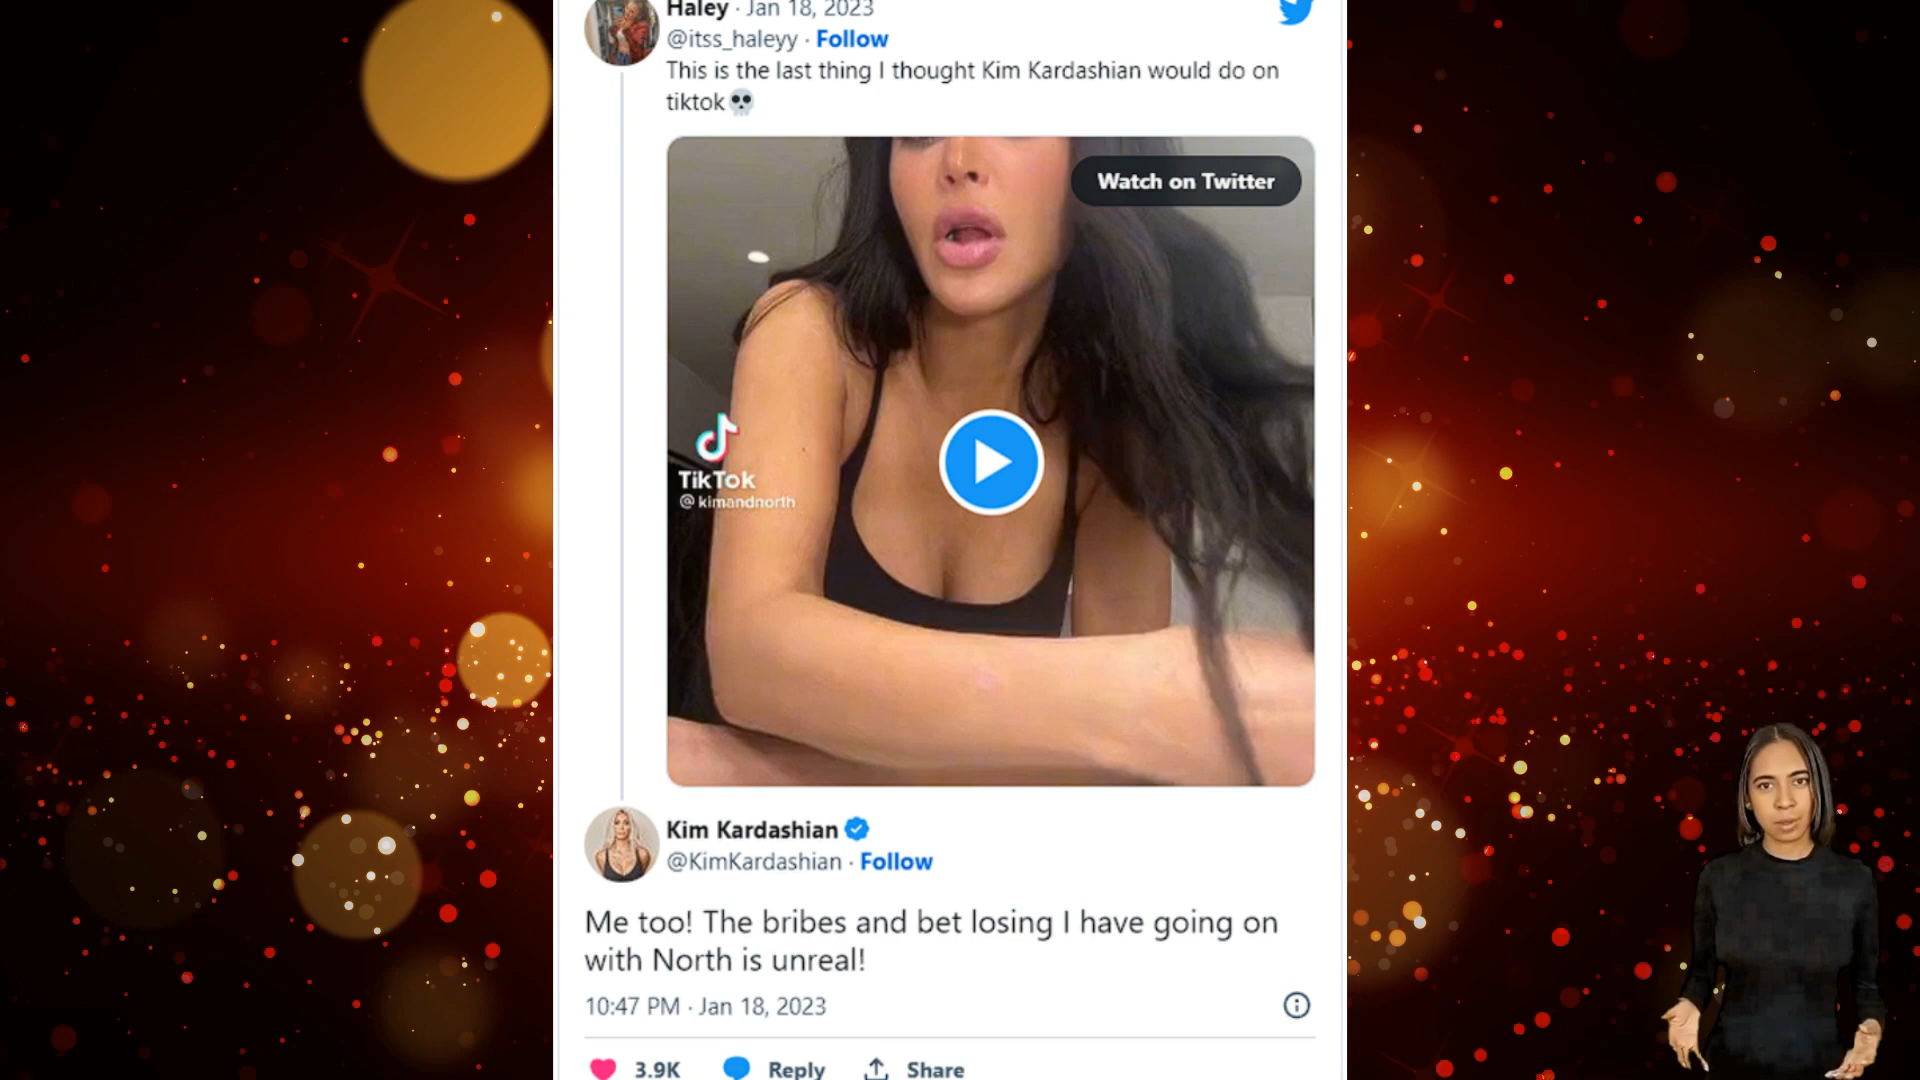 Haley · Jan 18, 2023
@itss_haleyy · Follow
This is the last thing I thought Kim Kardashian would do on
tiktok💀
Watch on Twitter
TikTok
@kimandnorth
Kim Kardashian
@KimKardashian · Follow
Me too! The bribes and bet losing I have going on
with North is unreal!
10:47 PM · Jan 18, 2023
3.9K Reply Share